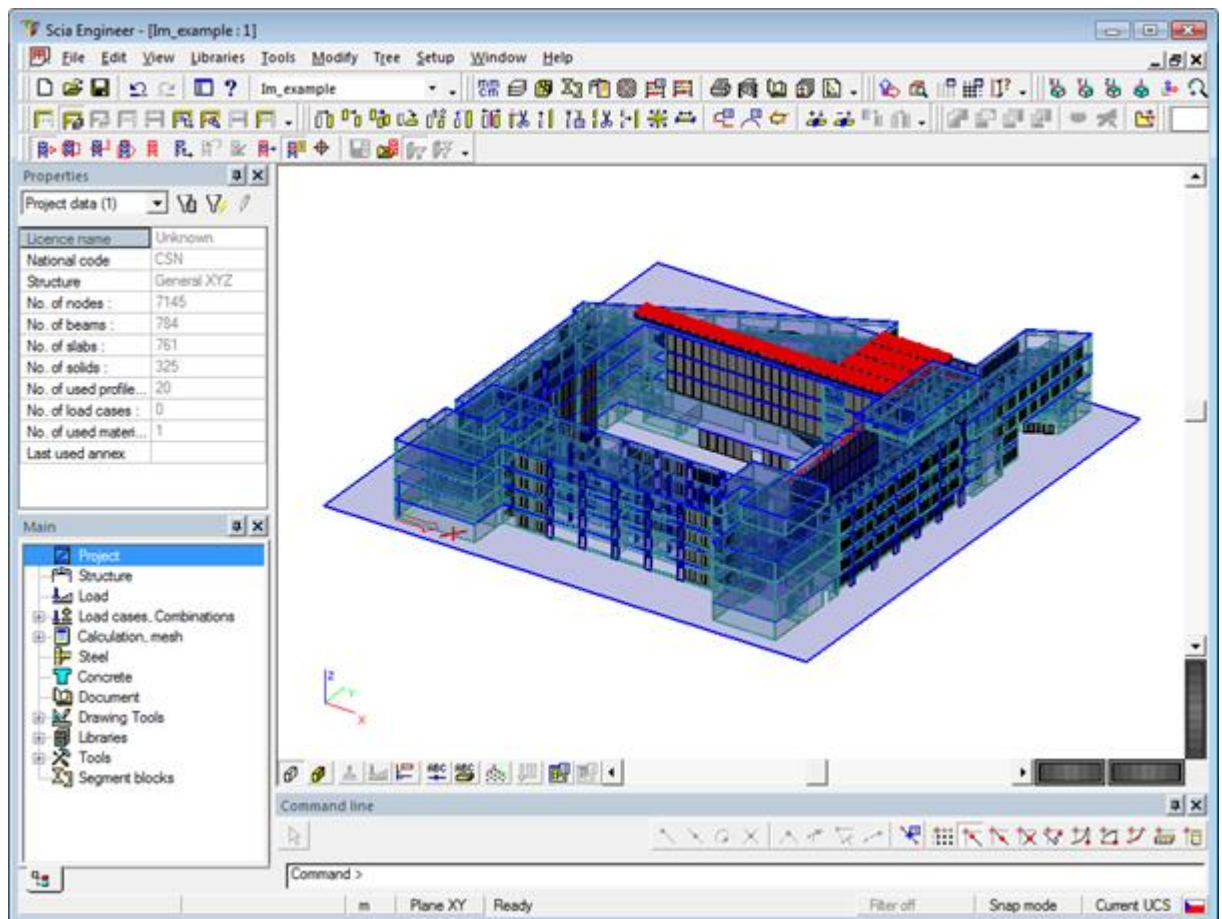 Scia Engineer - [Im_example : 1]
File Edit View Libraries Tools Modify Tree Setup Window Help
Im_example
Properties
Project data (1)
Licence name Unknown
National code CSN
Structure General XYZ
No. of nodes : 7145
No. of beams : 784
No. of slabs : 761
No. of solids : 325
No. of used profile... 20
No. of load cases : 0
No. of used materi... 1
Last used annex
Main
Project
Structure
Load
Load cases, Combinations
Calculation, mesh
Steel
Concrete
Document
Drawing Tools
Libraries
Tools
Segment blocks
z
Y
X
Command line
Command >
m Plane XY Ready Filter off Snap mode Current UCS